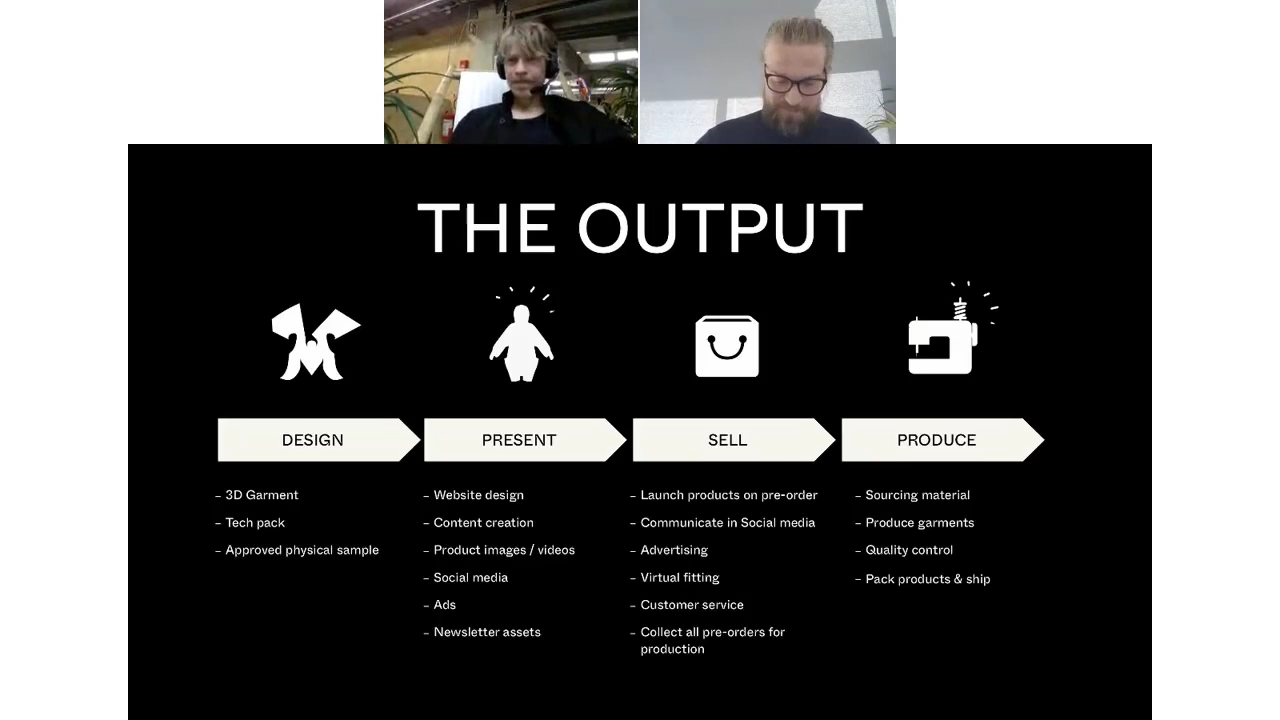 THE OUTPUT
DESIGN
– 3D Garment
– Tech pack
– Approved physical sample
PRESENT
– Website design
– Content creation
– Product images / videos
– Social media
– Ads
– Newsletter assets
SELL
– Launch products on pre-order
– Communicate in Social media
– Advertising
– Virtual fitting
– Customer service
– Collect all pre-orders for
production
PRODUCE
– Sourcing material
– Produce garments
– Quality control
– Pack products & ship